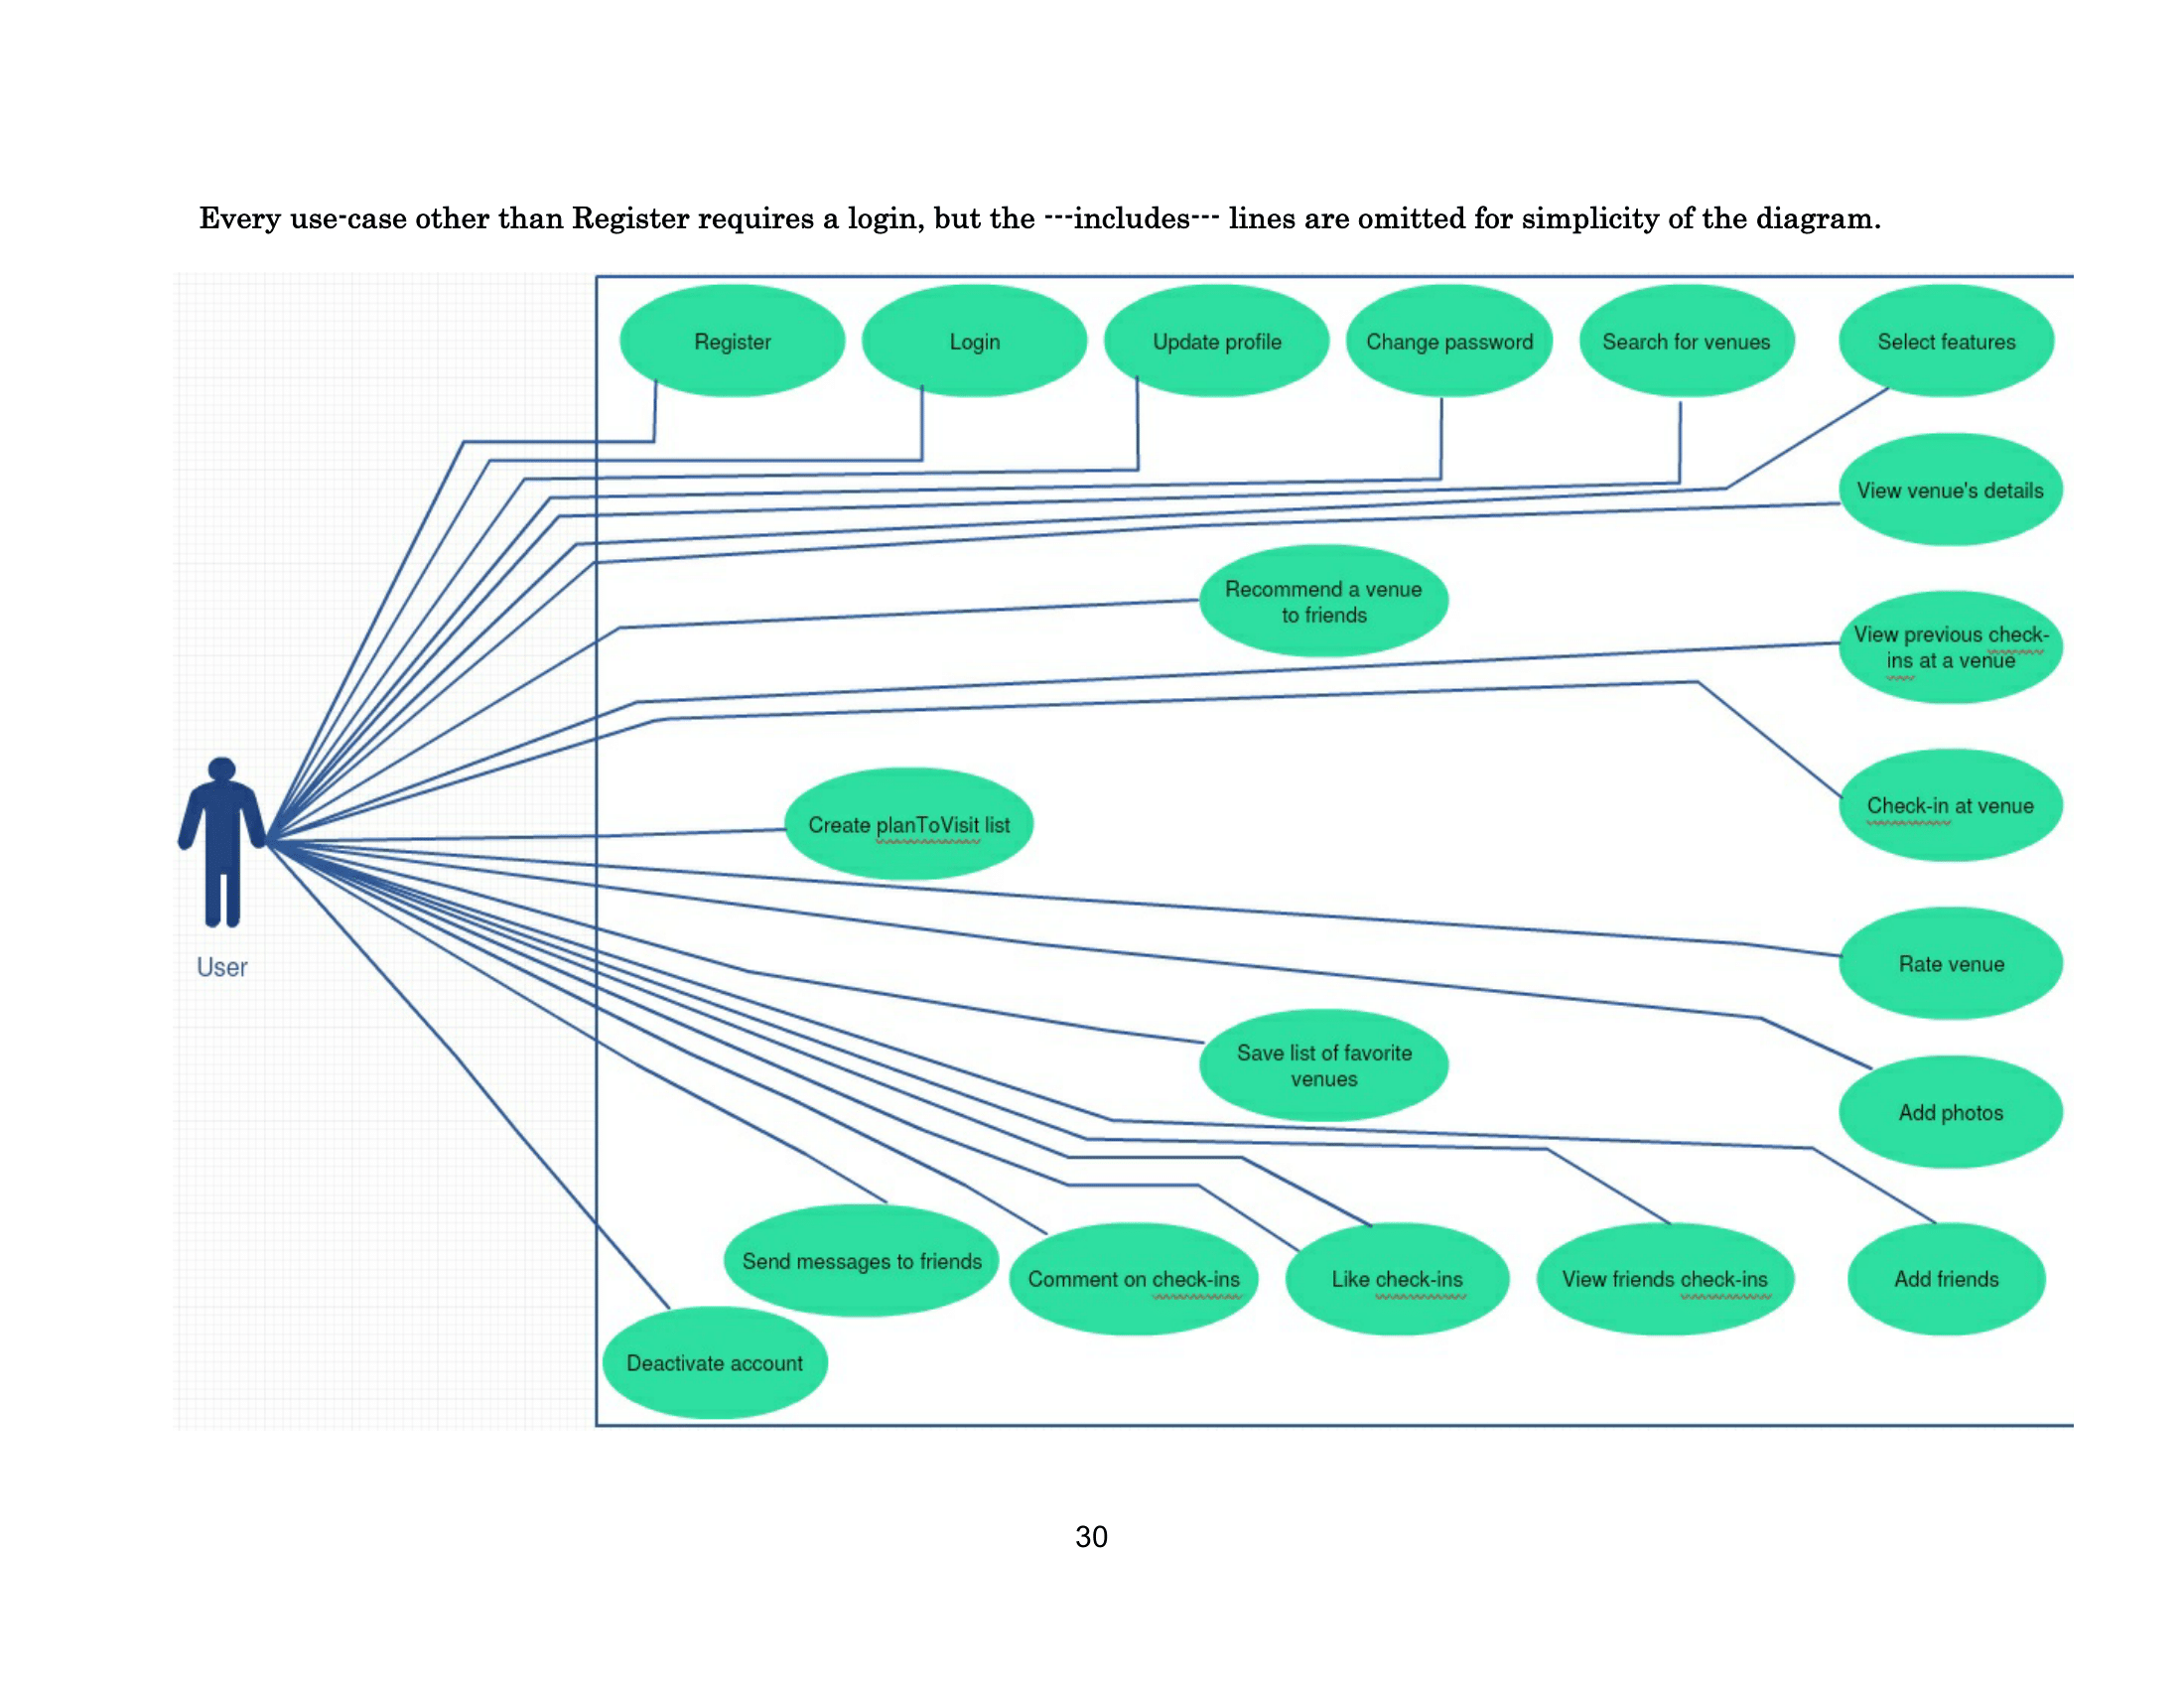 Every use-case other than Register requires a login, but the ---includes--- lines are omitted for simplicity of the diagram.
Register
Login
Update profile
Change password
Search for venues
Select features
View venue's details
Recommend a venue
to friends
View previous check-
ins at a venue
Check-in at venue
Create planToVisit list
User
Rate venue
Save list of favorite
venues
Add photos
Send messages to friends
Comment on check-ins
Like check-ins
View friends check-ins
Add friends
Deactivate account
30